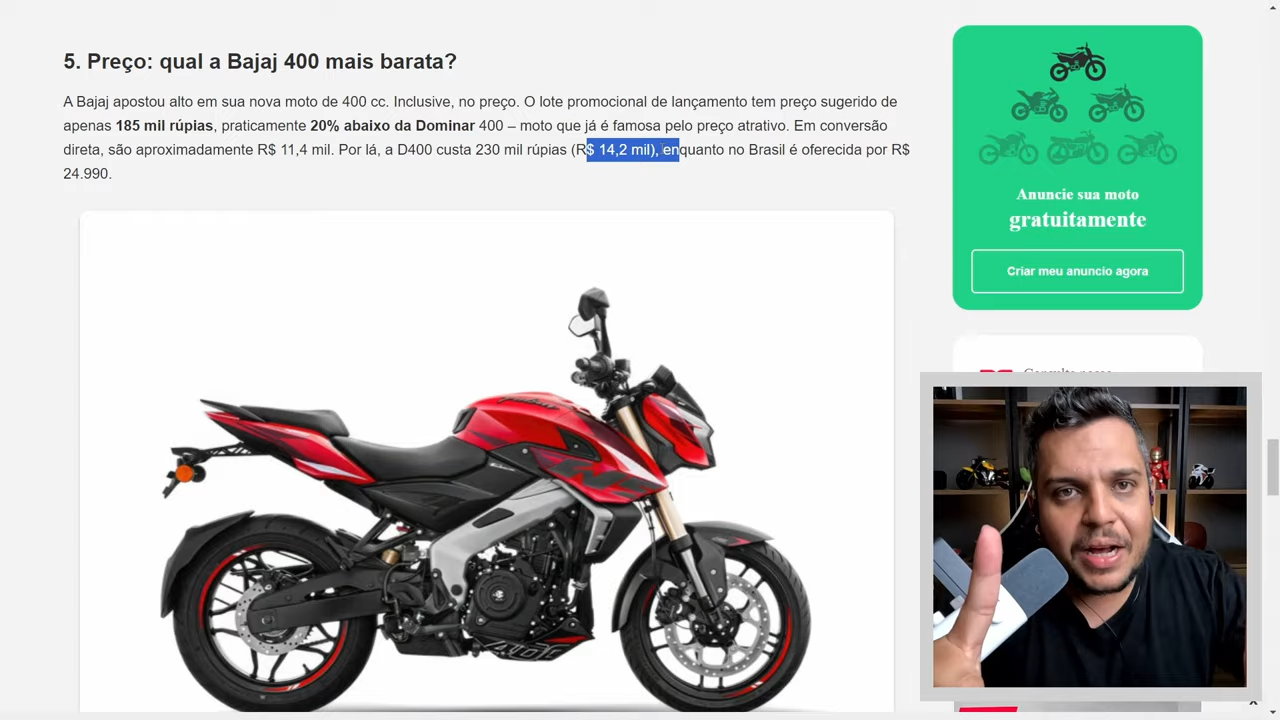 5. Preço: qual a Bajaj 400 mais barata?
A Bajaj apostou alto em sua nova moto de 400 cc. Inclusive, no preço. O lote promocional de lançamento tem preço sugerido de
apenas 185 mil rúpias, praticamente 20% abaixo da Dominar 400 – moto que já é famosa pelo preço atrativo. Em conversão
direta, são aproximadamente R$ 11,4 mil. Por lá, a D400 custa 230 mil rúpias (R$ 14,2 mil), enquanto no Brasil é oferecida por R$
24.990.
Anuncie sua moto
gratuitamente
Criar meu anuncio agora